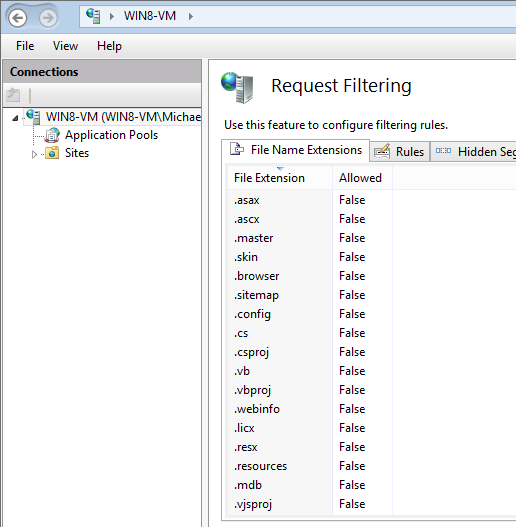 WIN8-VM
File View Help
Connections
WIN8-VM (WIN8-VM\Michae
Application Pools
Sites
Request Filtering
Use this feature to configure filtering rules.
File Name Extensions Rules Hidden Seg
File Extension Allowed
.asax False
.ascx False
.master False
.skin False
.browser False
.sitemap False
.config False
.cs False
.csproj False
.vb False
.vbproj False
.webinfo False
.licx False
.resx False
.resources False
.mdb False
.vjsproj False